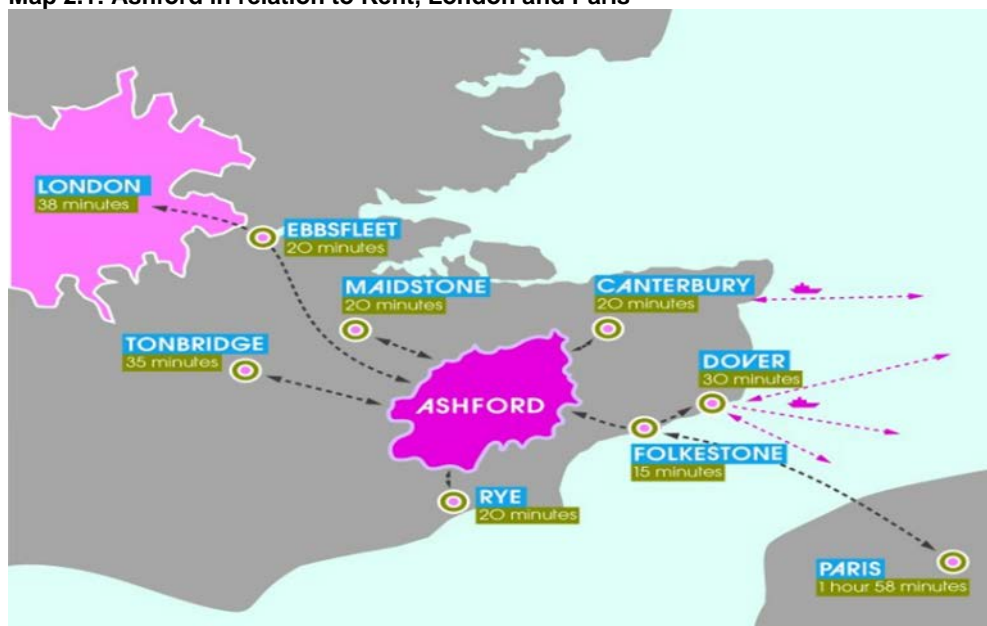 Map 2.1: Ashford in relation to Kent, London and Paris
LONDON
38 minutes
EBBSFLEET
20 minutes
MAIDSTONE
20 minutes
CANTERBURY
20 minutes
TONBRIDGE
35 minutes
DOVER
30 minutes
ASHFORD
FOLKESTONE
15 minutes
RYE
20 minutes
PARIS
1 hour 58 minutes